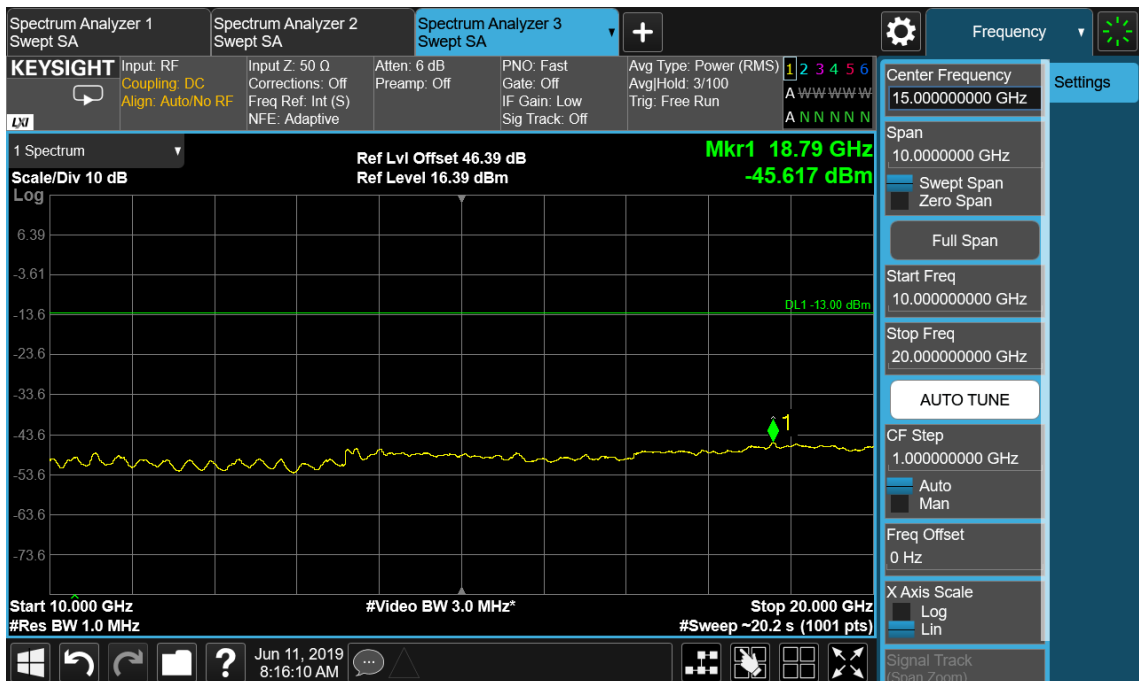 Spectrum Analyzer 1
Swept SA
Spectrum Analyzer 2
Swept SA
Spectrum Analyzer 3
Swept SA
▼
+
Frequency
▼
KEYSIGHT
LXI
Input: RF
Coupling: DC
Align: Auto/No RF
Input Z: 50 Ω
Corrections: Off
Freq Ref: Int (S)
NFE: Adaptive
Atten: 6 dB
Preamp: Off
PNO: Fast
Gate: Off
IF Gain: Low
Sig Track: Off
Avg Type: Power (RMS)
Avg|Hold: 3/100
Trig: Free Run
1 2 3 4 5 6
A W W W W W
A N N N N N
1 Spectrum
▼
Scale/Div 10 dB
Log
Ref Lvl Offset 46.39 dB
Ref Level 16.39 dBm
Mkr1 18.79 GHz
-45.617 dBm
6.39
-3.61
DL1 -13.00 dBm
-13.6
-23.6
-33.6
1
-43.6
-53.6
-63.6
-73.6
Start 10.000 GHz
#Res BW 1.0 MHz
#Video BW 3.0 MHz*
Stop 20.000 GHz
#Sweep ~20.2 s (1001 pts)
?
Jun 11, 2019
8:16:10 AM
Center Frequency
15.000000000 GHz
Settings
Span
10.0000000 GHz
Swept Span
Zero Span
Full Span
Start Freq
10.000000000 GHz
Stop Freq
20.000000000 GHz
AUTO TUNE
CF Step
1.000000000 GHz
Auto
Man
Freq Offset
0 Hz
X Axis Scale
Log
Lin
Signal Track
(Span Zoom)